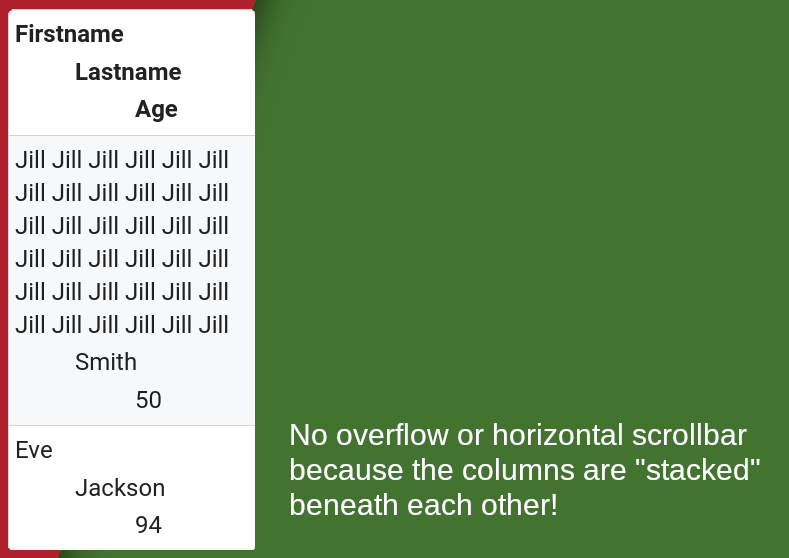 Firstname
Lastname
Age
Jill Jill Jill Jill Jill Jill
Jill Jill Jill Jill Jill Jill
Jill Jill Jill Jill Jill Jill
Jill Jill Jill Jill Jill Jill
Jill Jill Jill Jill Jill Jill
Jill Jill Jill Jill Jill Jill
Smith
50
Eve
Jackson
94
No overflow or horizontal scrollbar
because the columns are "stacked"
beneath each other!